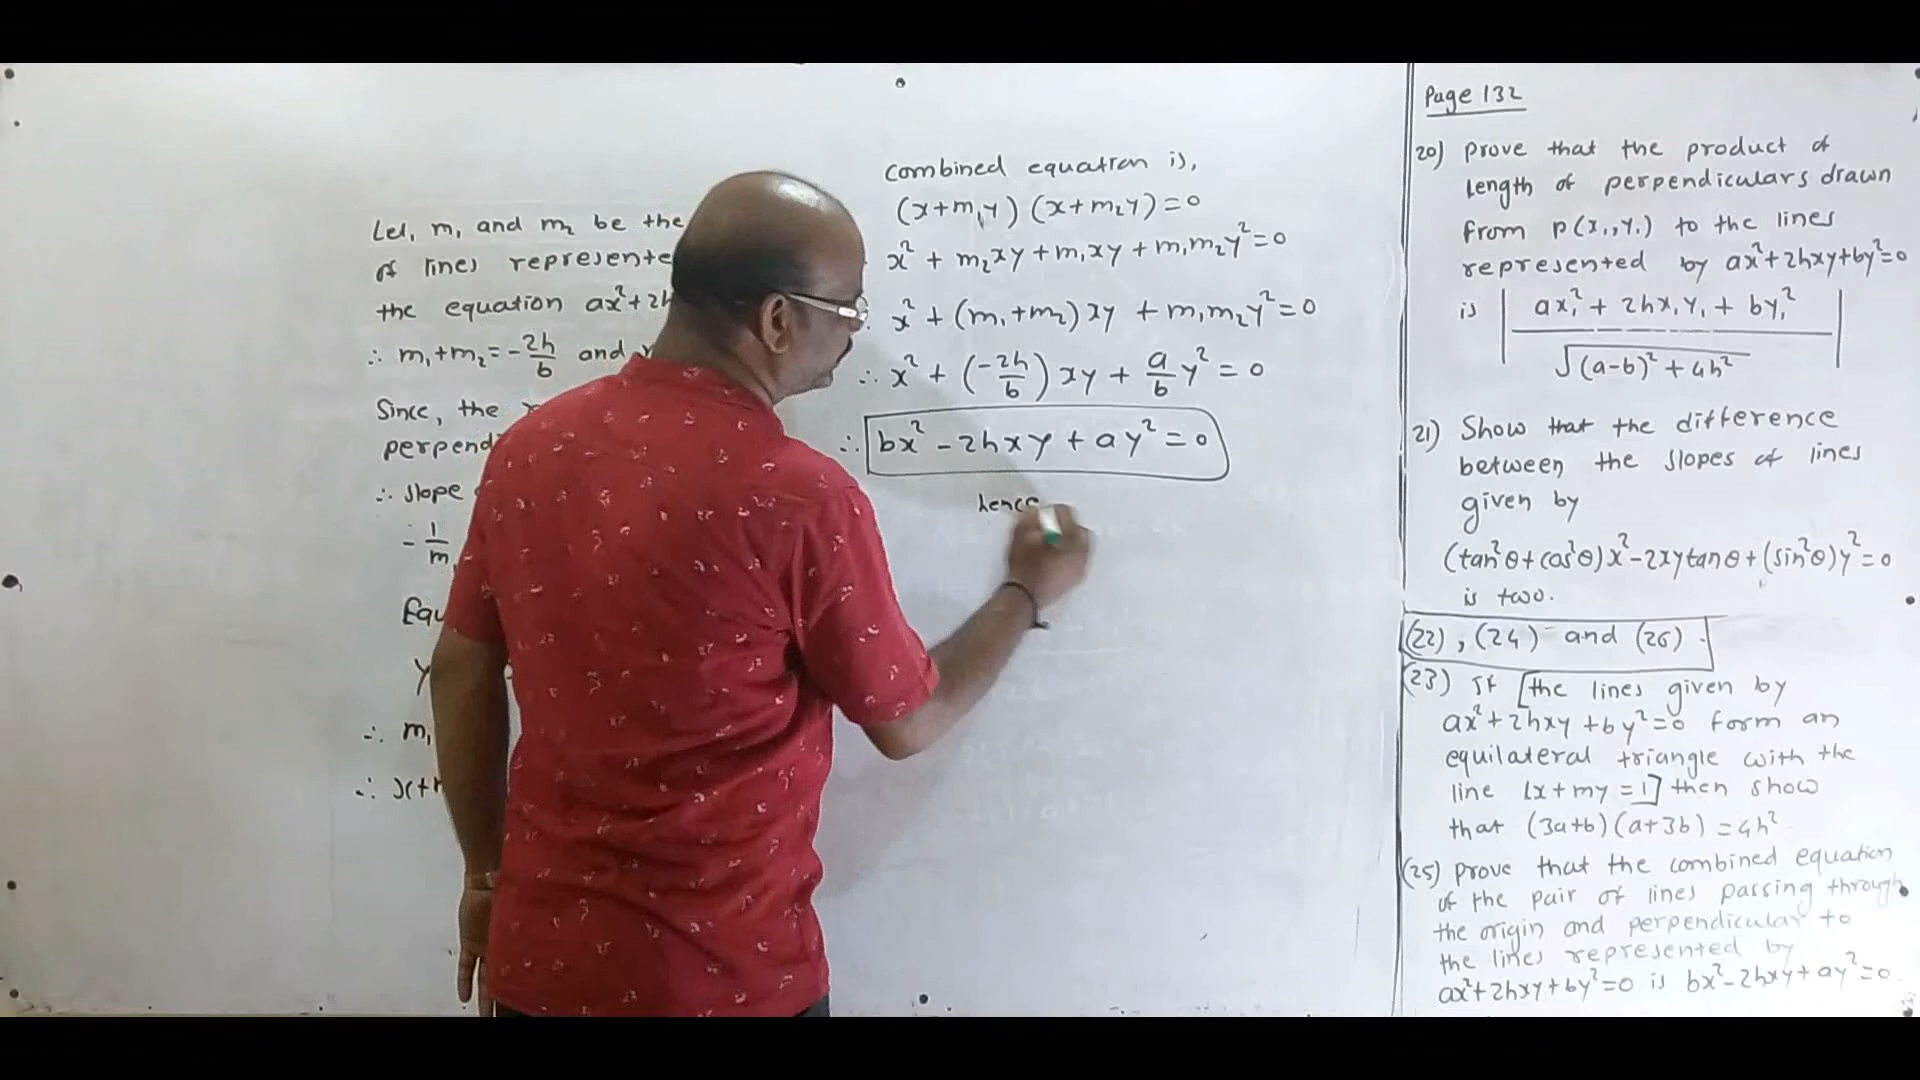 Let, m₁ and m₂ be the
of lines represente
the equation ax²+2h
∴ m₁+m₂ = -2h/b and
Since, the
perpend
∴ slope
-1/m₁
Equ
y
∴ m₁
∴ x+
combined equation is,
(x+m₁y) (x+m₂y)=0
x² + m₂xy + m₁xy + m₁m₂y²=0
x² + (m₁+m₂) xy + m₁m₂y²=0
∴ x² + (-2h/b) xy + a/b y² = 0
∴ bx² - 2hxy + ay² = 0
hence
Page 132
20) prove that the product of
length of perpendiculars drawn
from p(x₁,y₁) to the lines
represented by ax²+2hxy+by²=0
is | ax₁² + 2hx₁y₁ + by₁² / √(a-b)² + 4h² |
21) Show that the difference
between the slopes of lines
given by
(tan²θ+cos²θ)x²-2xytanθ+(sin²θ)y²=0
is two.
(22), (24) and (26).
(23) If [the lines given by
ax²+2hxy+by²=0 form an
equilateral triangle with the
line lx+my=1] then show
that (3a+b)(a+3b)=4h²
(25) prove that the combined equation
of the pair of lines passing through
the origin and perpendicular to
the lines represented by
ax²+2hxy+by²=0 is bx²-2hxy+ay²=0.